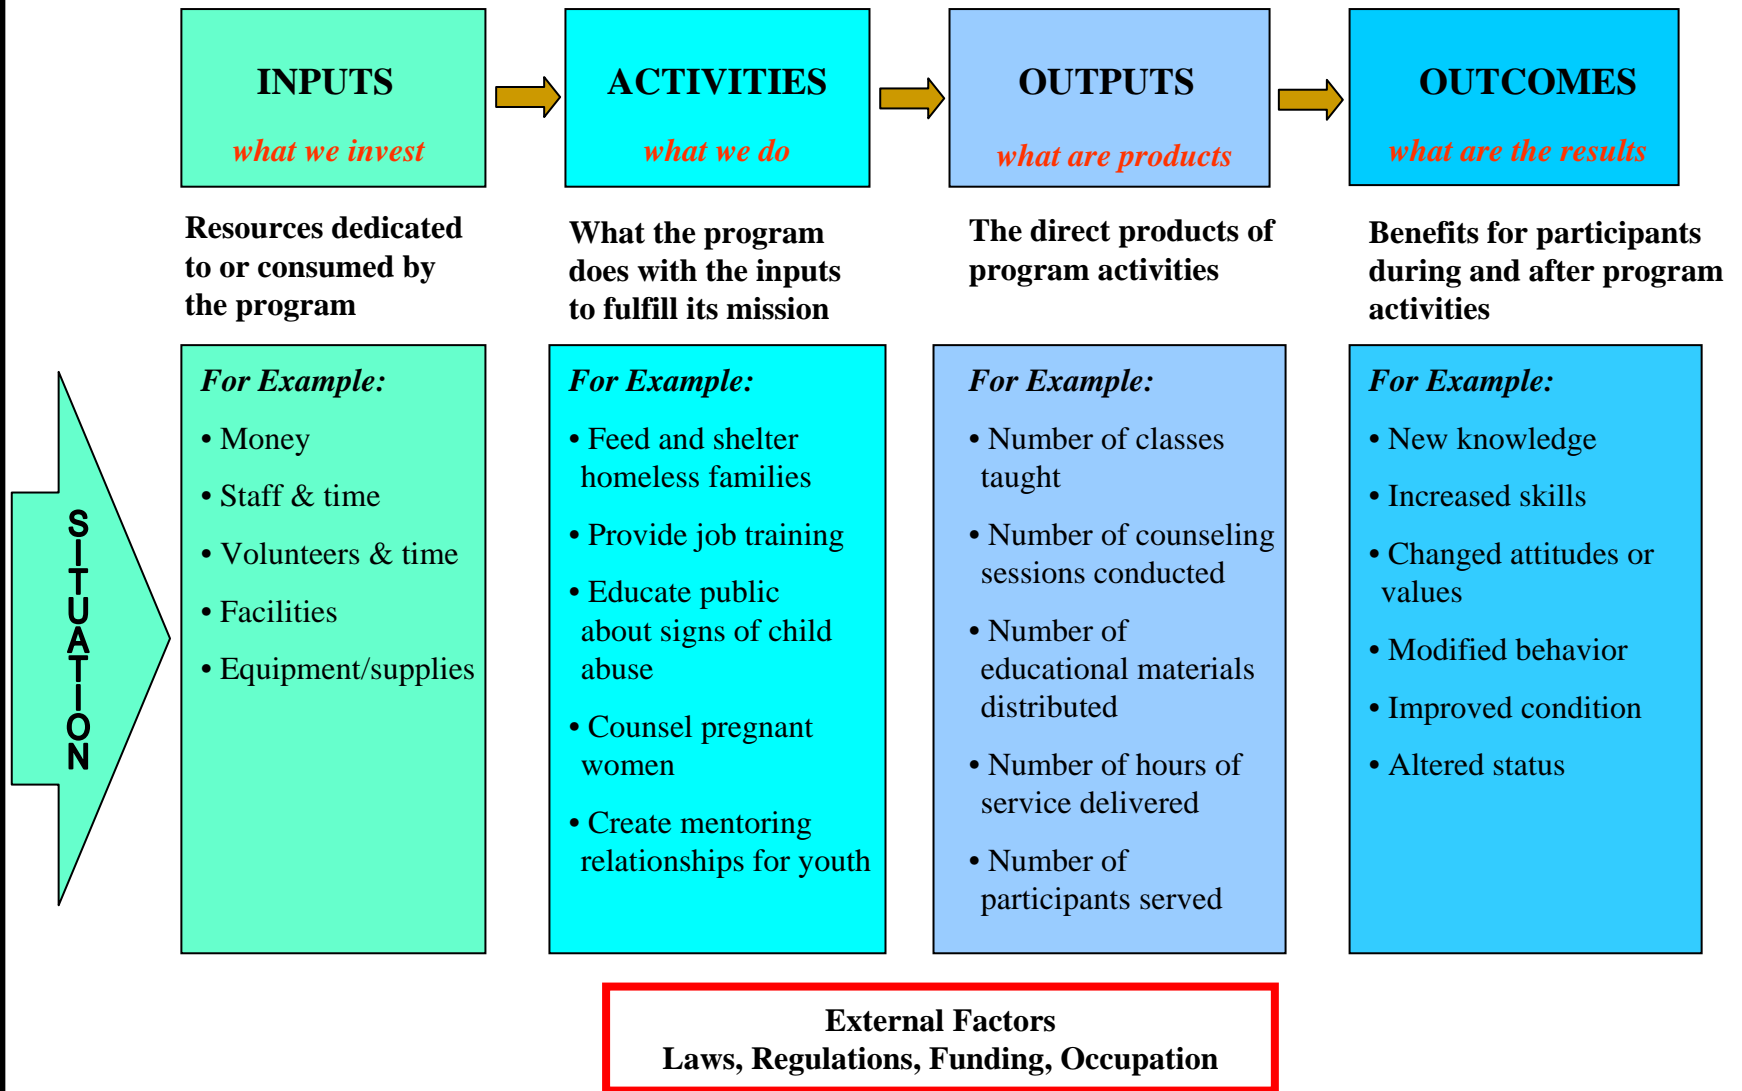 INPUTS
what we invest
ACTIVITIES
what we do
OUTPUTS
what are products
OUTCOMES
what are the results
Resources dedicated
to or consumed by
the program
What the program
does with the inputs
to fulfill its mission
The direct products of
program activities
Benefits for participants
during and after program
activities
SITUATION
For Example:
• Money
• Staff & time
• Volunteers & time
• Facilities
• Equipment/supplies
For Example:
• Feed and shelter
homeless families
• Provide job training
• Educate public
about signs of child
abuse
• Counsel pregnant
women
• Create mentoring
relationships for youth
For Example:
• Number of classes
taught
• Number of counseling
sessions conducted
• Number of
educational materials
distributed
• Number of hours of
service delivered
• Number of
participants served
For Example:
• New knowledge
• Increased skills
• Changed attitudes or
values
• Modified behavior
• Improved condition
• Altered status
External Factors
Laws, Regulations, Funding, Occupation